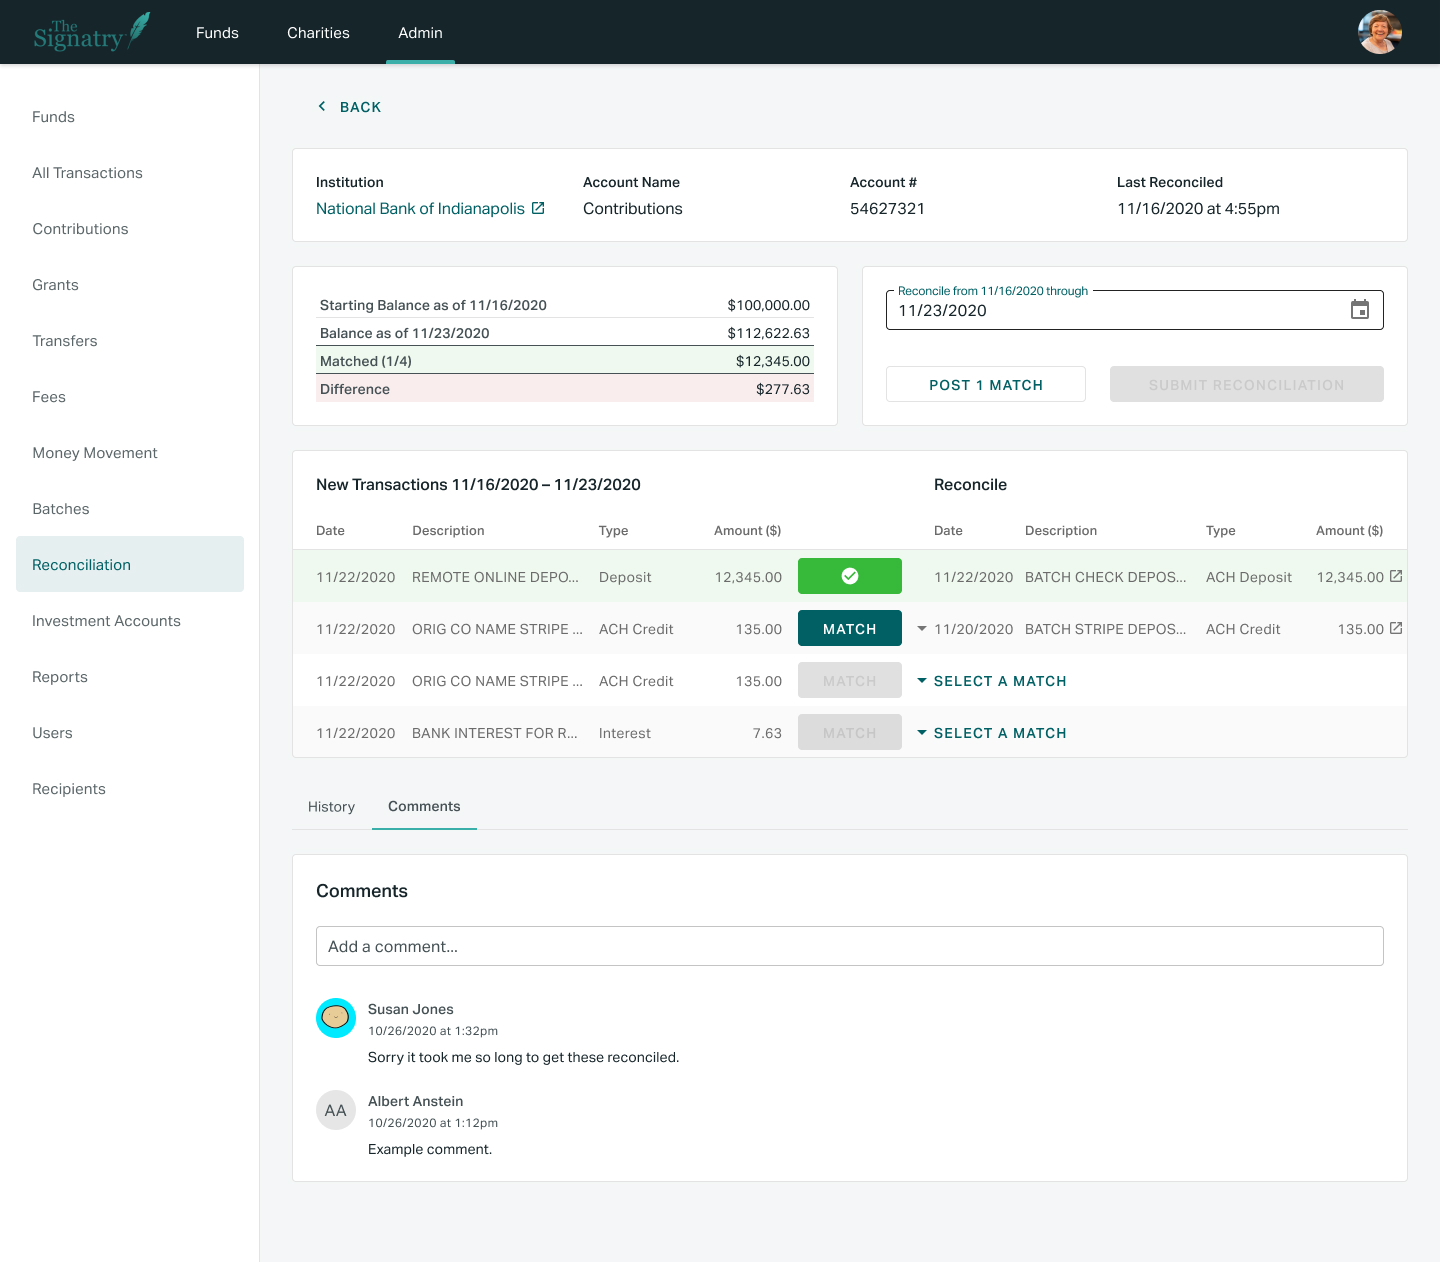 The Signatry
Funds Charities Admin
Funds
All Transactions
Contributions
Grants
Transfers
Fees
Money Movement
Batches
Reconciliation
Investment Accounts
Reports
Users
Recipients
BACK
Institution Account Name Account # Last Reconciled
National Bank of Indianapolis Contributions 54627321 11/16/2020 at 4:55pm
Starting Balance as of 11/16/2020 $100,000.00
Balance as of 11/23/2020 $112,622.63
Matched (1/4) $12,345.00
Difference $277.63
Reconcile from 11/16/2020 through
11/23/2020
POST 1 MATCH SUBMIT RECONCILIATION
New Transactions 11/16/2020 – 11/23/2020 Reconcile
Date Description Type Amount ($) Date Description Type Amount ($)
11/22/2020 REMOTE ONLINE DEPO... Deposit 12,345.00 11/22/2020 BATCH CHECK DEPOS... ACH Deposit 12,345.00
11/22/2020 ORIG CO NAME STRIPE ... ACH Credit 135.00 MATCH 11/20/2020 BATCH STRIPE DEPOS... ACH Credit 135.00
11/22/2020 ORIG CO NAME STRIPE ... ACH Credit 135.00 MATCH SELECT A MATCH
11/22/2020 BANK INTEREST FOR R... Interest 7.63 MATCH SELECT A MATCH
History Comments
Comments
Add a comment...
Susan Jones
10/26/2020 at 1:32pm
Sorry it took me so long to get these reconciled.
AA Albert Anstein
10/26/2020 at 1:12pm
Example comment.